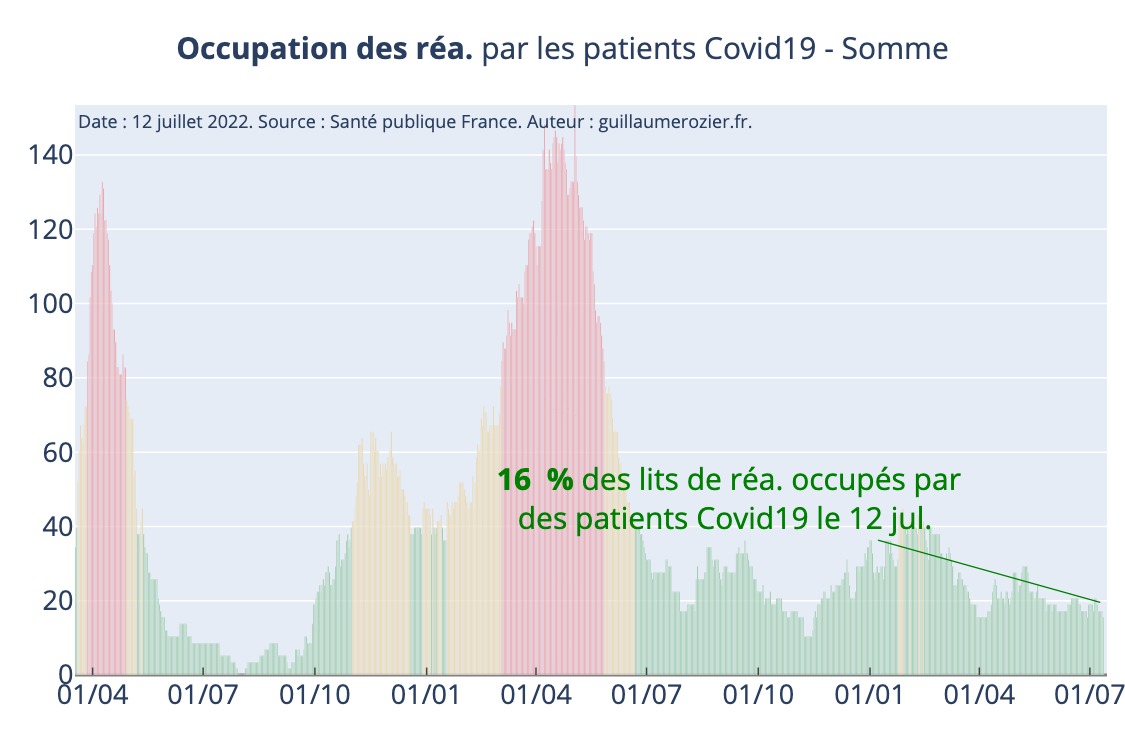 Occupation des réa. par les patients Covid19 - Somme
Date : 12 juillet 2022. Source : Santé publique France. Auteur : guillaumerozier.fr.
140
120
100
80
60
40
20
0
16 % des lits de réa. occupés par
des patients Covid19 le 12 jul.
01/04 01/07 01/10 01/01 01/04 01/07 01/10 01/01 01/04 01/07